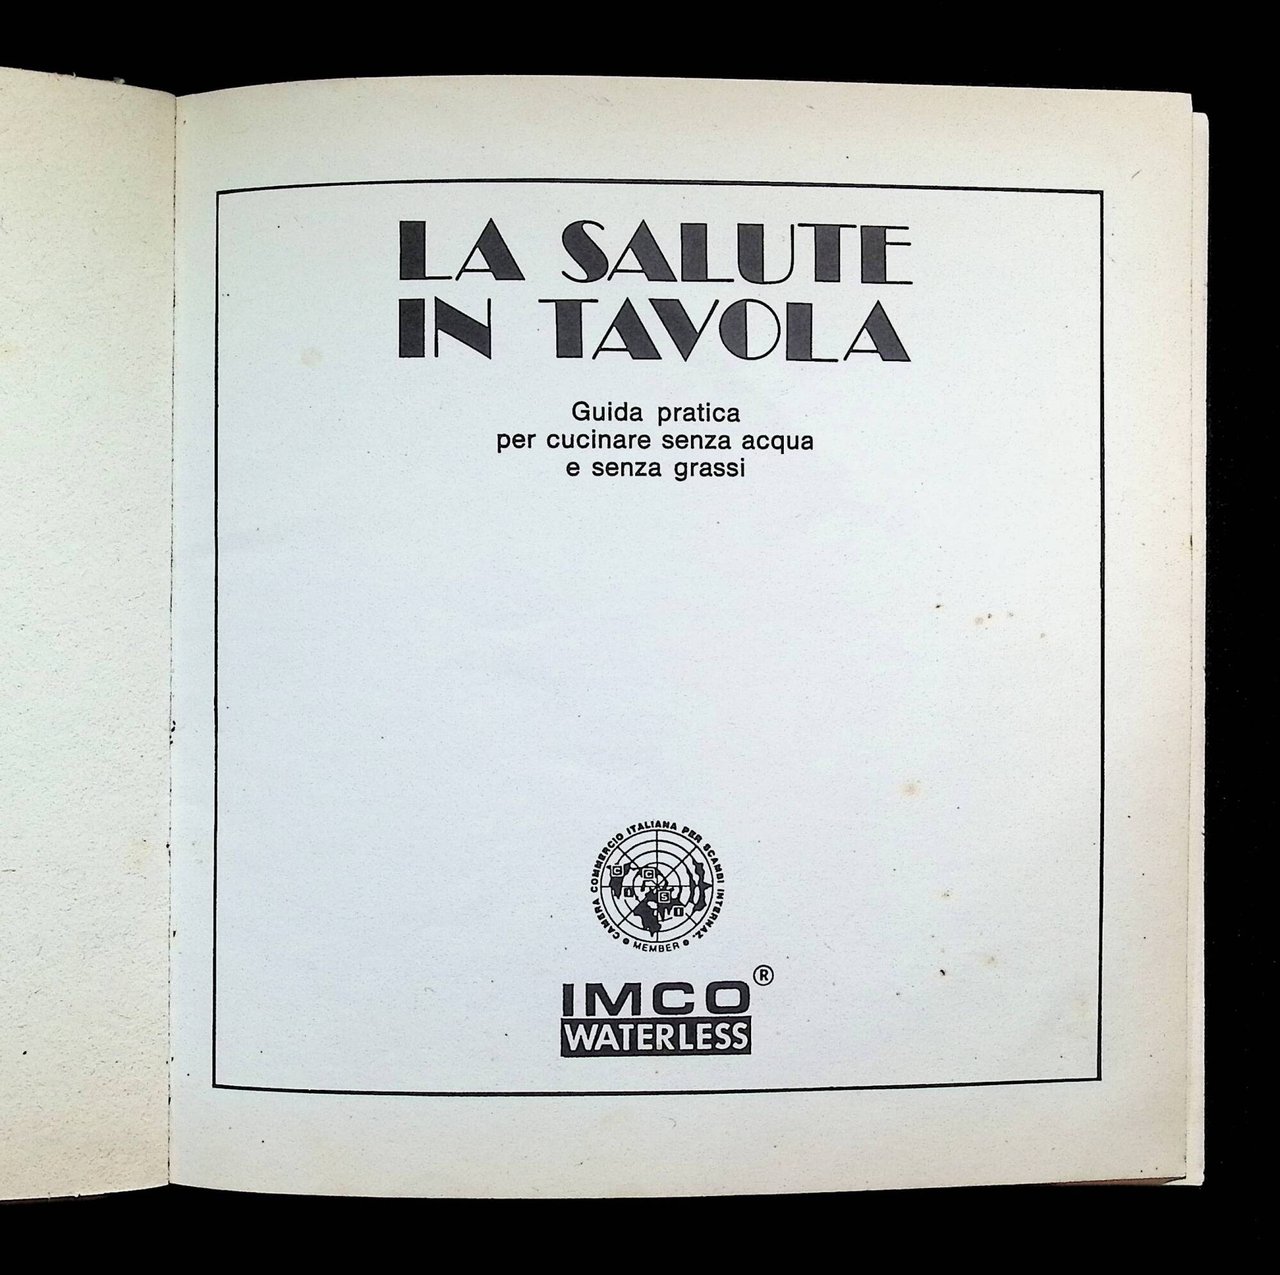 LA SALUTE
IN TAVOLA
Guida pratica
per cucinare senza acqua
e senza grassi
CAMERA COMMERCIO ITALIANA PER SCAMBI INTERNAZ.
C C
I S I
• MEMBER •
IMCO ®
WATERLESS